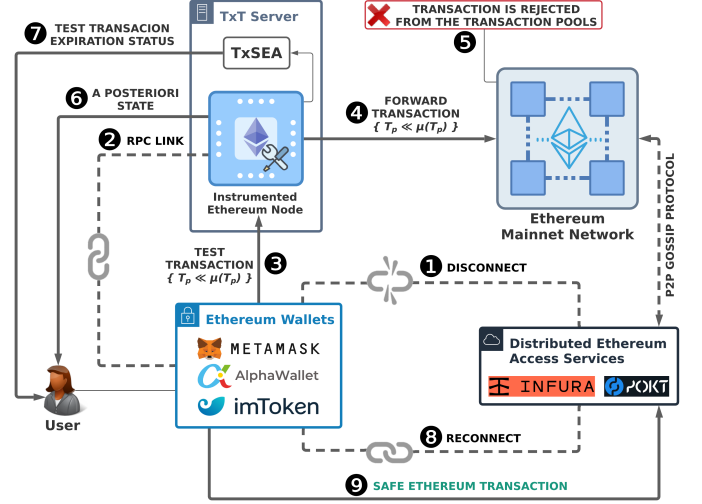 TRANSACTION IS REJECTED
FROM THE TRANSACTION POOLS
5
7 TEST TRANSACION
EXPIRATION STATUS
TxT Server
TxSEA
6 A POSTERIORI
STATE
2 RPC LINK
4 FORWARD
TRANSACTION
{ Tp ≪ μ(Tp) }
Instrumented
Ethereum Node
Ethereum
Mainnet Network
P2P GOSSIP PROTOCOL
TEST
TRANSACTION
{ Tp ≪ μ(Tp) }
3
1 DISCONNECT
Ethereum Wallets
METAMASK
AlphaWallet
imToken
Distributed Ethereum
Access Services
INFURA
POKT
User
8 RECONNECT
9 SAFE ETHEREUM TRANSACTION